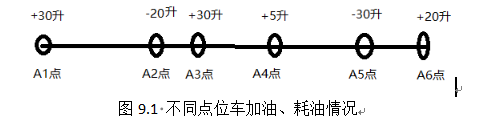 +30升 -20升 +30升 +5升 -30升 +20升
A1点 A2点 A3点 A4点 A5点 A6点
图 9.1 不同点位车加油、耗油情况